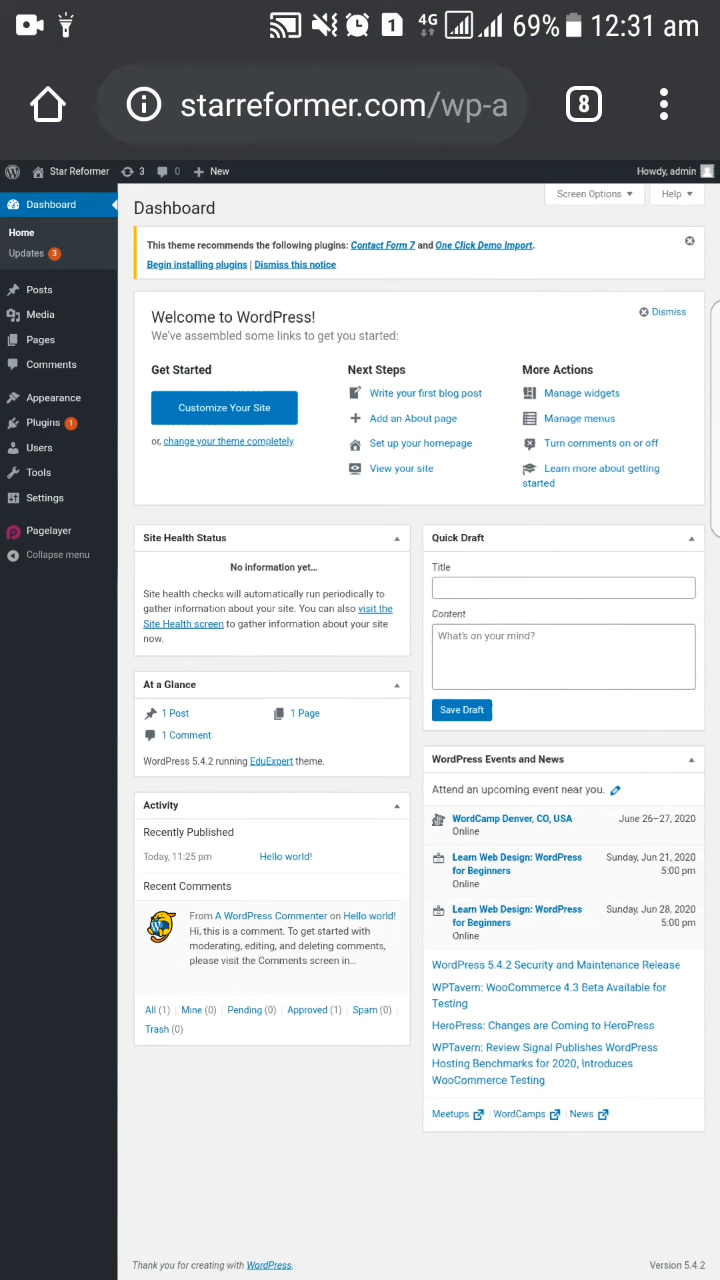 1 4G 69% 12:31 am
starreformer.com/wp-a 8
Star Reformer 3 0 New Howdy, admin
Dashboard
Home
Updates 3
Posts
Media
Pages
Comments
Appearance
Plugins 1
Users
Tools
Settings
Pagelayer
Collapse menu
Screen Options Help
Dashboard
This theme recommends the following plugins: Contact Form 7 and One Click Demo Import.
Begin installing plugins | Dismiss this notice
Welcome to WordPress! Dismiss
We've assembled some links to get you started:
Get Started
Customize Your Site
or, change your theme completely
Next Steps
Write your first blog post
Add an About page
Set up your homepage
View your site
More Actions
Manage widgets
Manage menus
Turn comments on or off
Learn more about getting
started
Site Health Status
No information yet...
Site health checks will automatically run periodically to
gather information about your site. You can also visit the
Site Health screen to gather information about your site
now.
At a Glance
1 Post 1 Page
1 Comment
WordPress 5.4.2 running EduExpert theme.
Activity
Recently Published
Today, 11:25 pm Hello world!
Recent Comments
From A WordPress Commenter on Hello world!
Hi, this is a comment. To get started with
moderating, editing, and deleting comments,
please visit the Comments screen in...
All (1) | Mine (0) | Pending (0) | Approved (1) | Spam (0) |
Trash (0)
Quick Draft
Title
Content
What's on your mind?
Save Draft
WordPress Events and News
Attend an upcoming event near you.
WordCamp Denver, CO, USA June 26–27, 2020
Online
Learn Web Design: WordPress Sunday, Jun 21, 2020
for Beginners 5:00 pm
Online
Learn Web Design: WordPress Sunday, Jun 28, 2020
for Beginners 5:00 pm
Online
WordPress 5.4.2 Security and Maintenance Release
WPTavern: WooCommerce 4.3 Beta Available for
Testing
HeroPress: Changes are Coming to HeroPress
WPTavern: Review Signal Publishes WordPress
Hosting Benchmarks for 2020, Introduces
WooCommerce Testing
Meetups | WordCamps | News
Thank you for creating with WordPress. Version 5.4.2